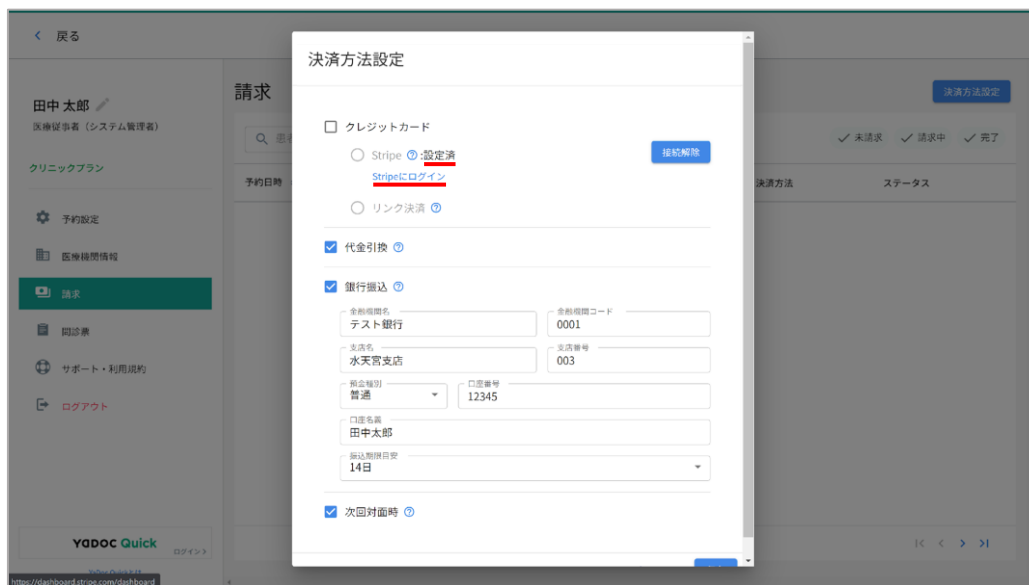 戻る
田中 太郎
医療従事者（システム管理者）
クリニックプラン
予約設定
医療機関情報
請求
問診票
サポート・利用規約
ログアウト
YaDOC Quick
ログイン >
https://dashboard.stripe.com/dashboard
請求
決済方法設定
未請求
請求中
完了
予約日時
決済方法
ステータス
決済方法設定
クレジットカード
Stripe ?:設定済
接続解除
Stripeにログイン
リンク決済 ?
代金引換 ?
銀行振込 ?
金融機関名
テスト銀行
金融機関コード
0001
支店名
水天宮支店
支店番号
003
預金種別
普通
口座番号
12345
口座名義
田中太郎
振込期限目安
14日
次回対面時 ?